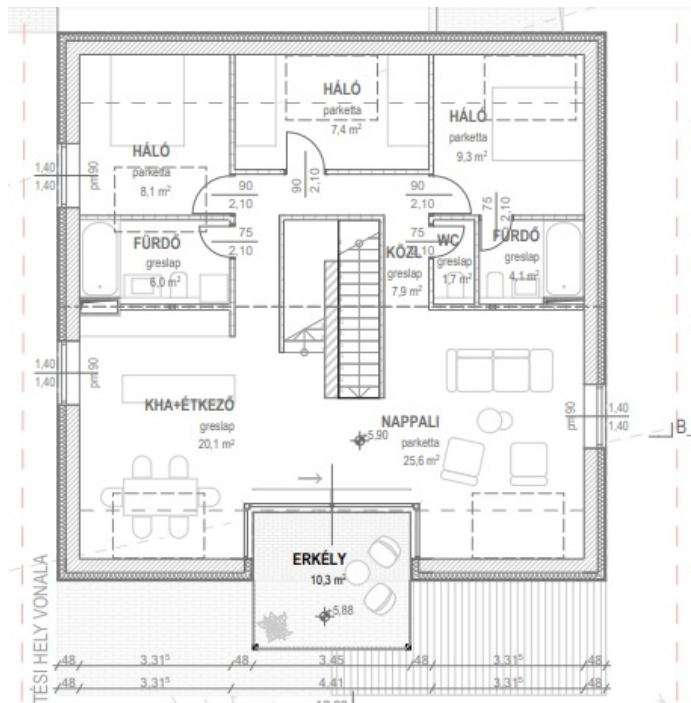 HÁLÓ
parketta
7,4 m²
HÁLÓ
parketta
8,1 m²
HÁLÓ
parketta
9,3 m²
1,40
1,40
pm 90
90
2,10
90
2,10
90
2,10
75
2,10
75
2,10
75
2,10
FÜRDŐ
greslap
6,0 m²
KÖZL
greslap
7,9 m²
WC
greslap
1,7 m²
FÜRDŐ
greslap
4,1 m²
1,40
1,40
pm 90
KHA+ÉTKEZŐ
greslap
20,1 m²
NAPPALI
parketta
25,6 m²
5,90
pm 90
1,40
1,40
B
ERKÉLY
10,3 m²
5,88
TÉSI HELY VONALA
48 3.31⁵ 48 3.45 48 3.31⁵ 48
48 3.31⁵ 4.41 3.31⁵ 48